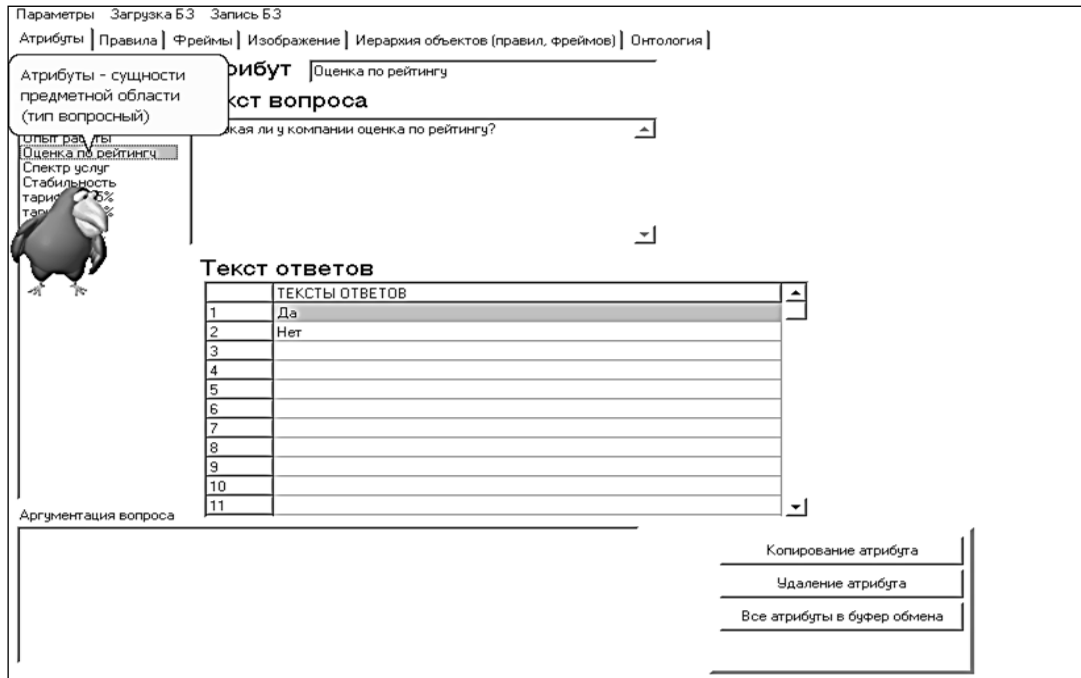 Параметры Загрузка БЗ Запись БЗ
Атрибуты Правила Фреймы Изображение Иерархия объектов (правил, фреймов) Онтология
Атрибуты - сущности
предметной области
(тип вопросный)
рибут Оценка по рейтингу
кст вопроса
кая ли у компании оценка по рейтингу?
Опыт работы
Оценка по рейтингу
Спектр услуг
Стабильность
5%
%
Текст ответов
ТЕКСТЫ ОТВЕТОВ
1 Да
2 Нет
3
4
5
6
7
8
9
10
11
Аргументация вопроса
Копирование атрибута
Удаление атрибута
Все атрибуты в буфер обмена